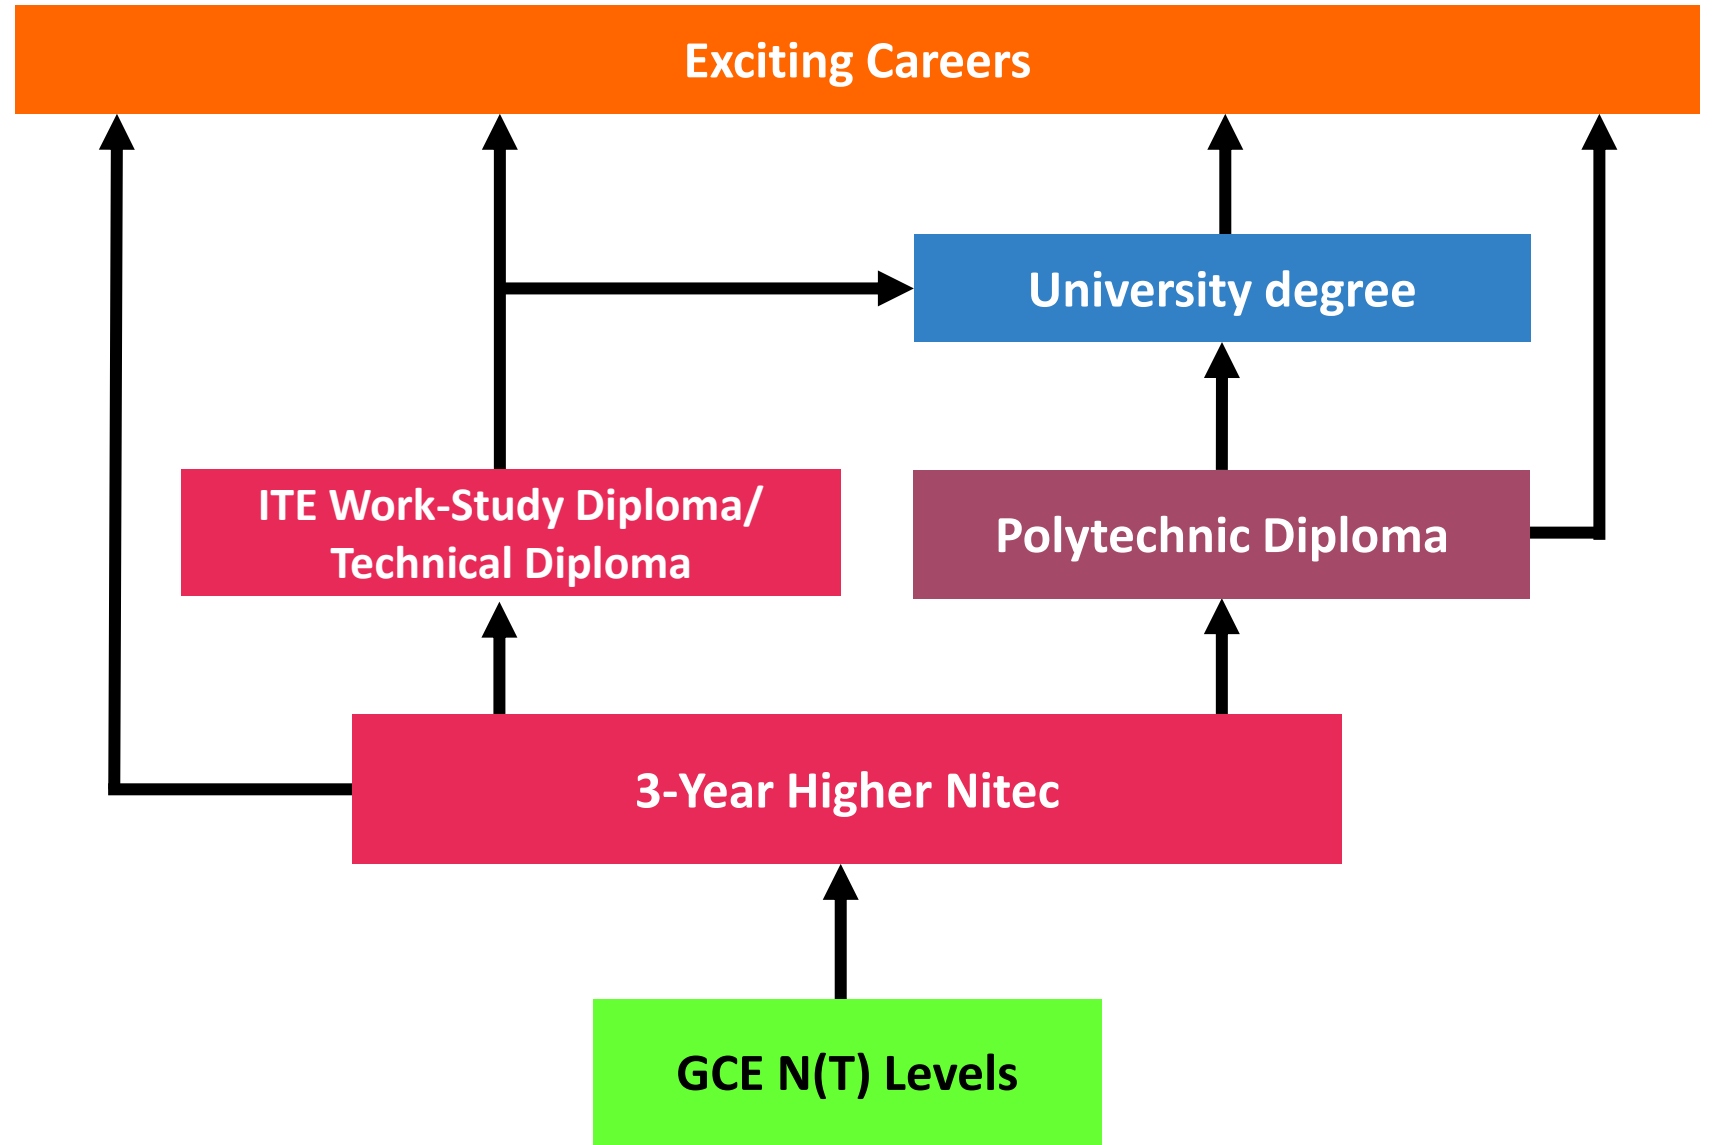 Exciting Careers
University degree
ITE Work-Study Diploma/
Technical Diploma
Polytechnic Diploma
3-Year Higher Nitec
GCE N(T) Levels